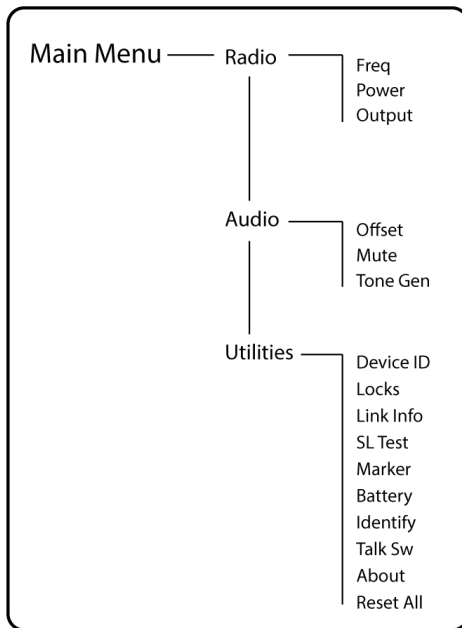 Main Menu Radio
Freq
Power
Output
Audio
Offset
Mute
Tone Gen
Utilities
Device ID
Locks
Link Info
SL Test
Marker
Battery
Identify
Talk Sw
About
Reset All